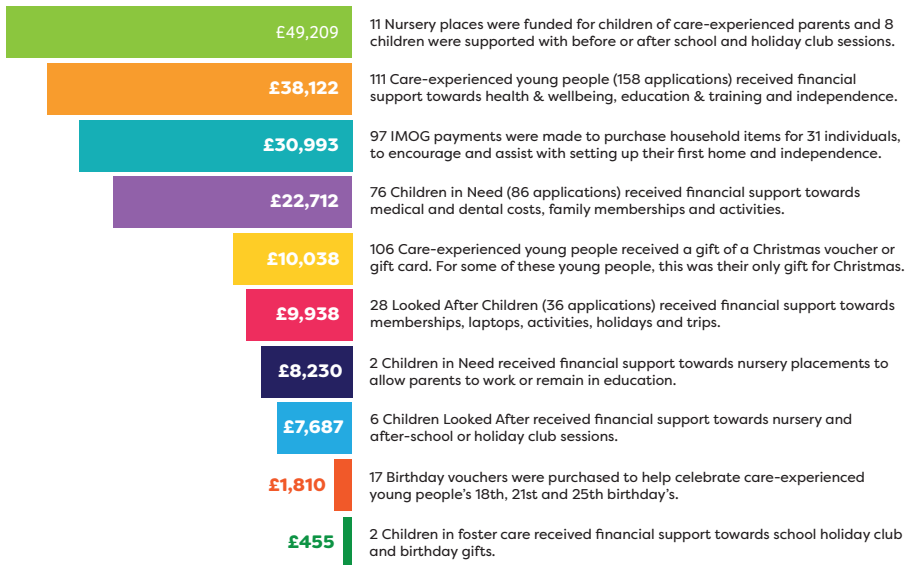 £49,209
11 Nursery places were funded for children of care-experienced parents and 8
children were supported with before or after school and holiday club sessions.
£38,122
111 Care-experienced young people (158 applications) received financial
support towards health & wellbeing, education & training and independence.
£30,993
97 IMOG payments were made to purchase household items for 31 individuals,
to encourage and assist with setting up their first home and independence.
£22,712
76 Children in Need (86 applications) received financial support towards
medical and dental costs, family memberships and activities.
£10,038
106 Care-experienced young people received a gift of a Christmas voucher or
gift card. For some of these young people, this was their only gift for Christmas.
£9,938
28 Looked After Children (36 applications) received financial support towards
memberships, laptops, activities, holidays and trips.
£8,230
2 Children in Need received financial support towards nursery placements to
allow parents to work or remain in education.
£7,687
6 Children Looked After received financial support towards nursery and
after-school or holiday club sessions.
£1,810
17 Birthday vouchers were purchased to help celebrate care-experienced
young people's 18th, 21st and 25th birthday's.
£455
2 Children in foster care received financial support towards school holiday club
and birthday gifts.